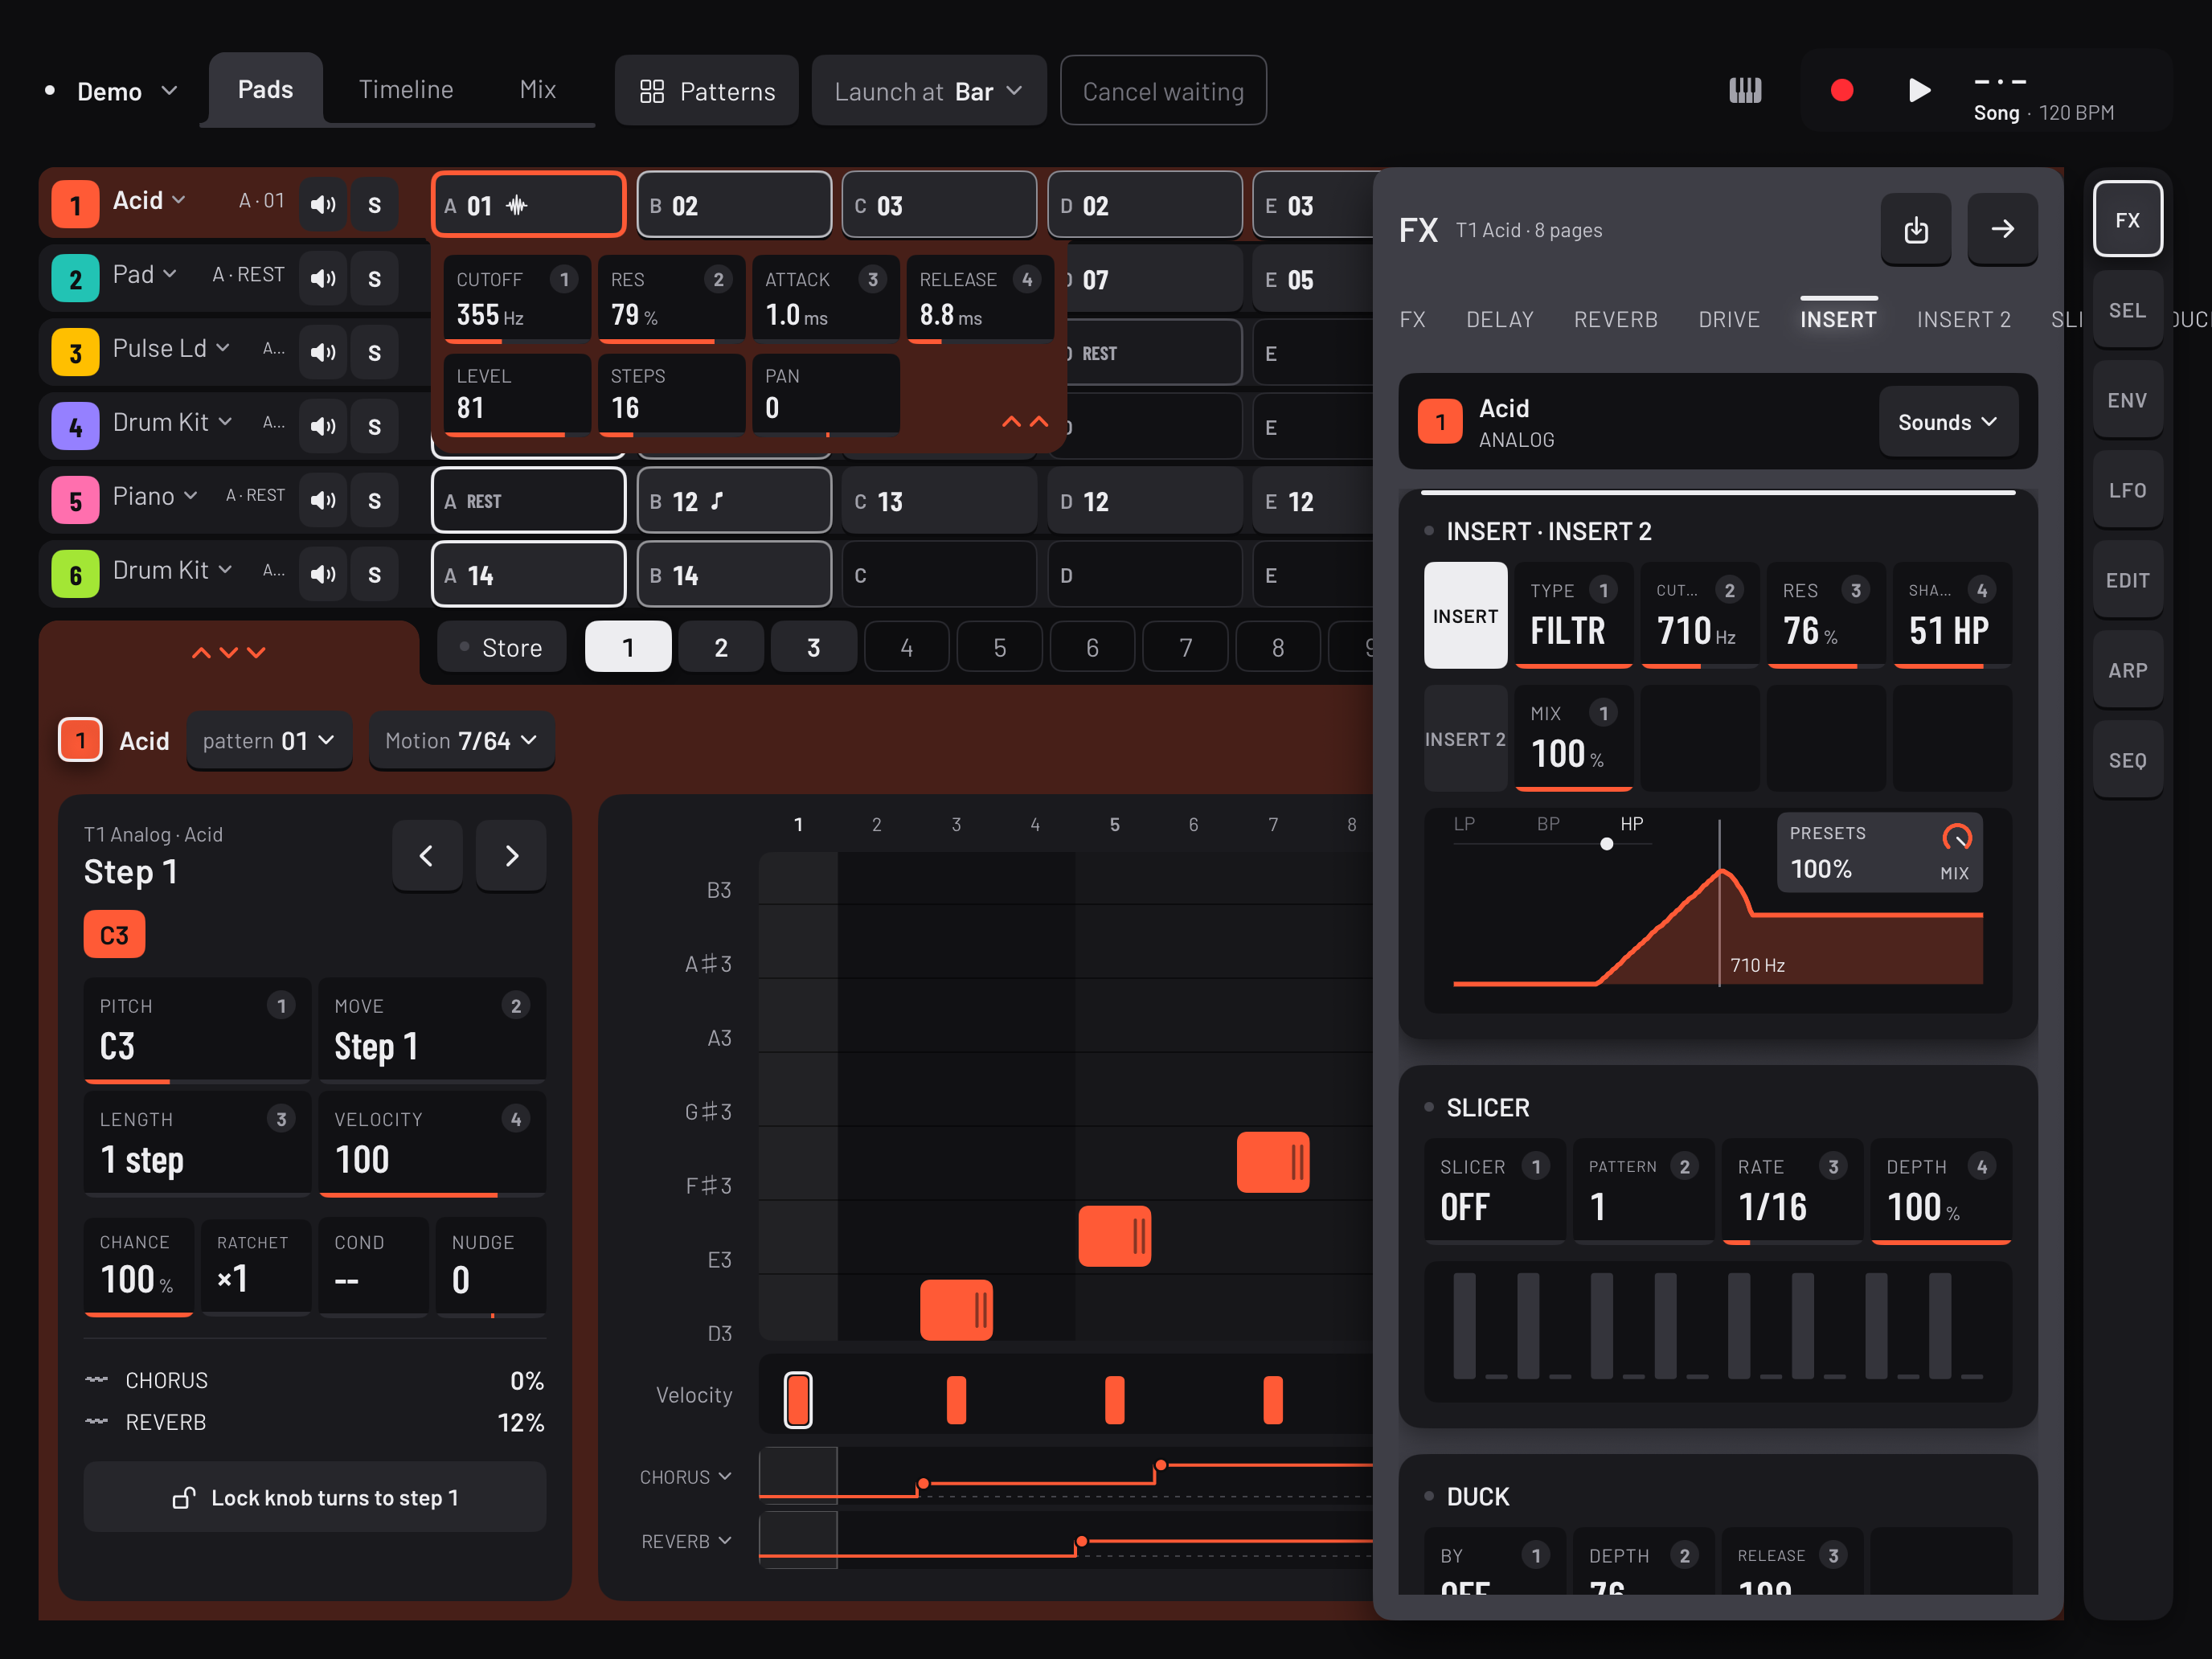 Demo
Pads
Timeline
Mix
Patterns
Launch at Bar
Cancel waiting
Song · 120 BPM
1 Acid A · 01 S
A 01
B 02
C 03
D 02
E 03
2 Pad A · REST S
07
E 05
3 Pulse Ld A... S
REST
E
4 Drum Kit A... S
E
5 Piano A · REST S
A REST
B 12
C 13
D 12
E 12
6 Drum Kit A... S
A 14
B 14
C
D
E
CUTOFF 1
355 Hz
RES 2
79 %
ATTACK 3
1.0 ms
RELEASE 4
8.8 ms
LEVEL
81
STEPS
16
PAN
0
Store
1 2 3 4 5 6 7 8 9
1 Acid
pattern 01
Motion 7/64
T1 Analog · Acid
Step 1
C3
PITCH 1
C3
MOVE 2
Step 1
LENGTH 3
1 step
VELOCITY 4
100
CHANCE
100 %
RATCHET
×1
COND
--
NUDGE
0
CHORUS 0%
REVERB 12%
Lock knob turns to step 1
1 2 3 4 5 6 7 8
B3
A♯3
A3
G♯3
F♯3
E3
D3
Velocity
CHORUS
REVERB
FX T1 Acid · 8 pages
FX DELAY REVERB DRIVE INSERT INSERT 2
1 Acid
ANALOG
Sounds
INSERT · INSERT 2
INSERT
TYPE 1
FILTR
CUT... 2
710 Hz
RES 3
76 %
SHA... 4
51 HP
INSERT 2
MIX 1
100 %
LP BP HP
PRESETS
100%
MIX
710 Hz
SLICER
SLICER 1
OFF
PATTERN 2
1
RATE 3
1/16
DEPTH 4
100 %
DUCK
BY 1
OFF
DEPTH 2
76
RELEASE 3
FX
SEL
ENV
LFO
EDIT
ARP
SEQ